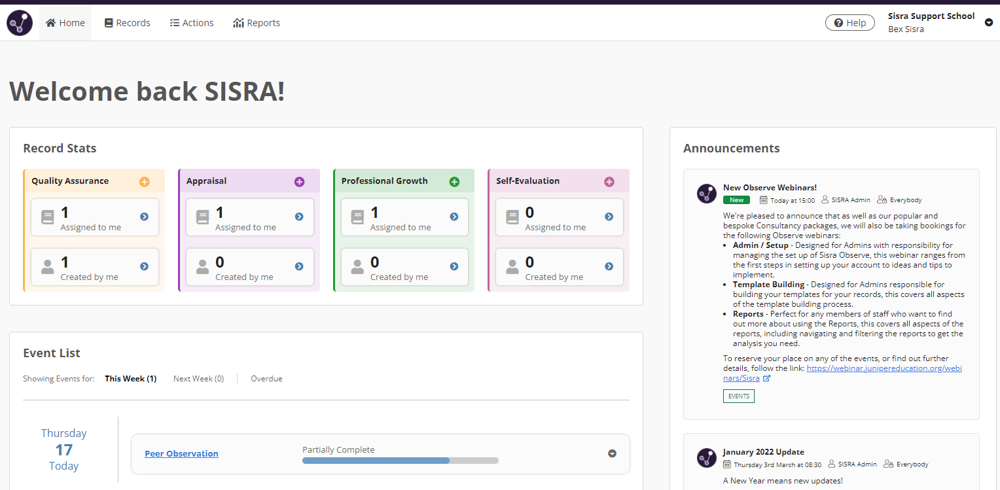 Home Records Actions Reports Help Sisra Support School
Bex Sisra
Welcome back SISRA!
Record Stats
Quality Assurance
1
Assigned to me
1
Created by me
Appraisal
1
Assigned to me
0
Created by me
Professional Growth
1
Assigned to me
0
Created by me
Self-Evaluation
0
Assigned to me
0
Created by me
Event List
Showing Events for: This Week (1) Next Week (0) Overdue
Thursday
17
Today
Peer Observation
Partially Complete
Announcements
New Observe Webinars!
New Today at 15:00 SISRA Admin Everybody
We're pleased to announce that as well as our popular and
bespoke Consultancy packages, we will also be taking bookings for
the following Observe webinars:
• Admin / Setup - Designed for Admins with responsibility for
managing the set up of Sisra Observe, this webinar ranges from
the first steps in setting up your account to ideas and tips to
implement.
• Template Building - Designed for Admins responsible for
building your templates for your records, this covers all aspects
of the template building process.
• Reports - Perfect for any members of staff who want to find
out more about using the Reports, this covers all aspects of the
reports, including navigating and filtering the reports to get the
analysis you need.
To reserve your place on any of the events, or find out further
details, follow the link: https://webinar.junipereducation.org/webi
nars/Sisra
EVENTS
January 2022 Update
Thursday 3rd March at 08:30 SISRA Admin Everybody
A New Year means new updates!